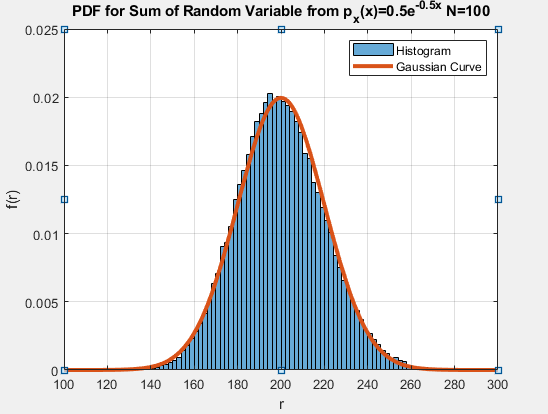 PDF for Sum of Random Variable from pₓ(x)=0.5e^-0.5x N=100
Histogram
Gaussian Curve
0.025
0.02
0.015
0.01
0.005
0
f(r)
100 120 140 160 180 200 220 240 260 280 300
r